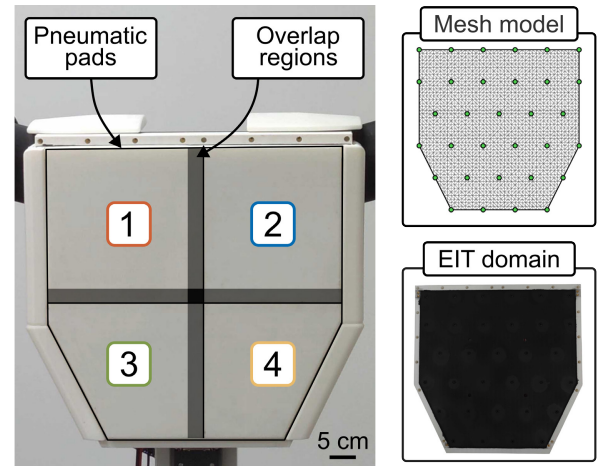 Pneumatic
pads
Overlap
regions
1
2
3
4
5 cm
Mesh model
EIT domain